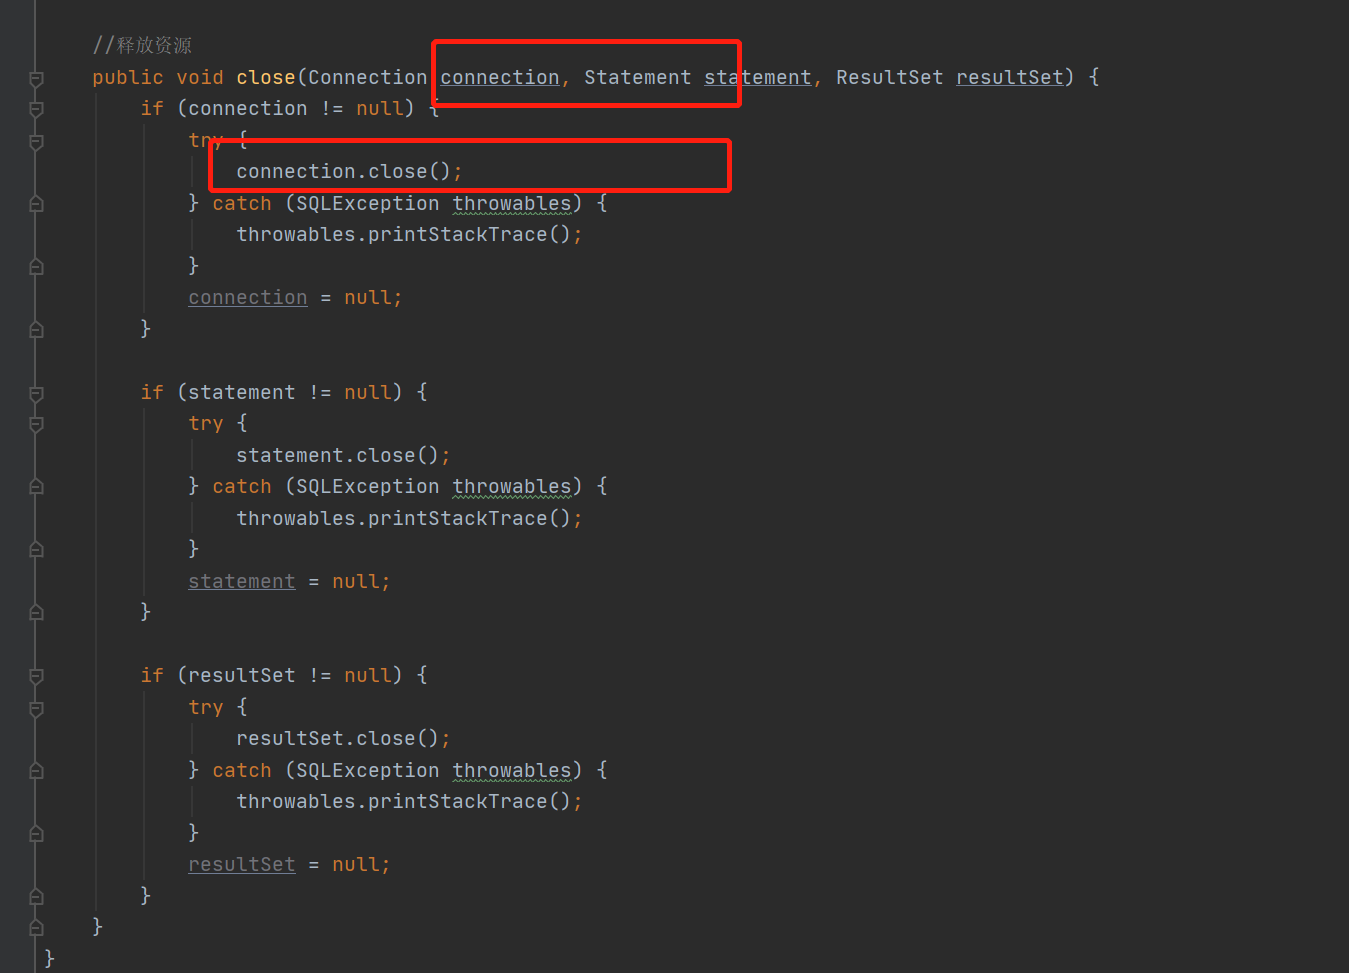 //释放资源
public void close(Connection connection, Statement statement, ResultSet resultSet) {
if (connection != null) {
try {
connection.close();
} catch (SQLException throwables) {
throwables.printStackTrace();
}
connection = null;
}
if (statement != null) {
try {
statement.close();
} catch (SQLException throwables) {
throwables.printStackTrace();
}
statement = null;
}
if (resultSet != null) {
try {
resultSet.close();
} catch (SQLException throwables) {
throwables.printStackTrace();
}
resultSet = null;
}
}
}